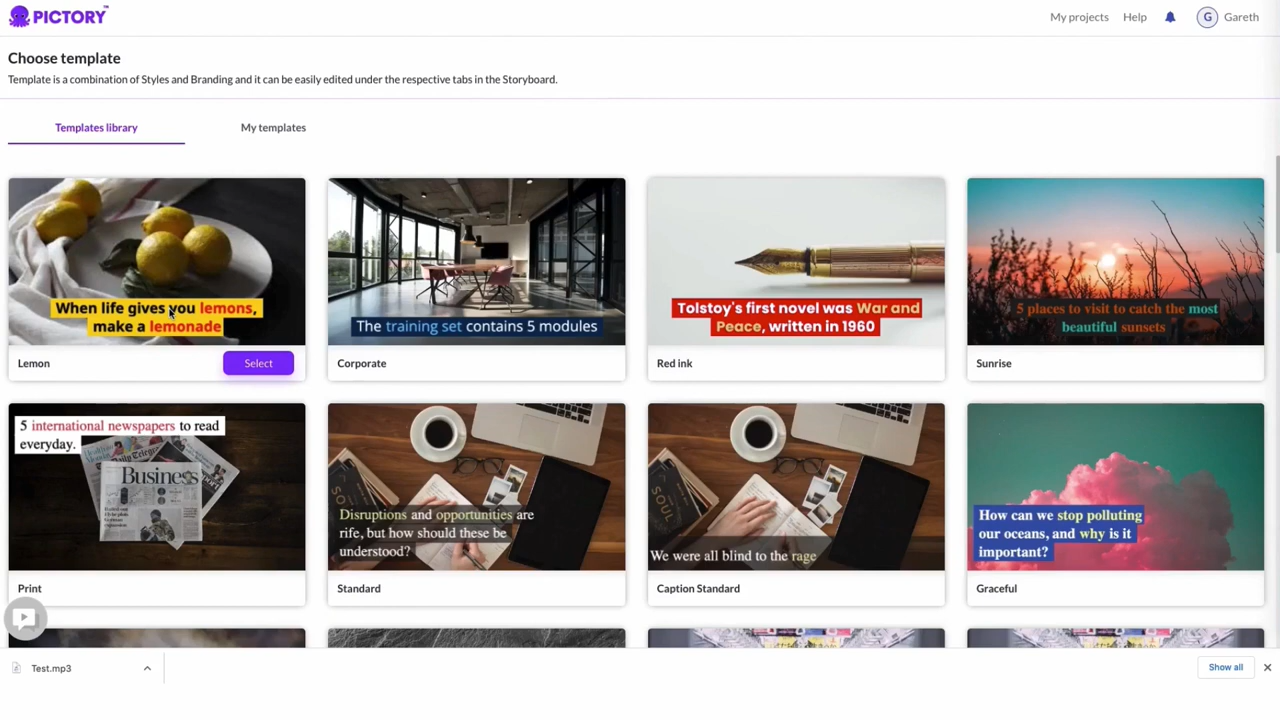 PICTORY
My projects
Help
G
Gareth
Choose template
Template is a combination of Styles and Branding and it can be easily edited under the respective tabs in the Storyboard.
Templates library
My templates
When life gives you lemons,
make a lemonade
The training set contains 5 modules
Tolstoy's first novel was War and
Peace, written in 1960
5 places to visit to catch the most
beautiful sunsets
Lemon
Select
Corporate
Red ink
Sunrise
5 international newspapers to read
everyday.
Business
SOUL
Disruptions and opportunities are
rife, but how should these be
understood?
SOUL
We were all blind to the rage
How can we stop polluting
our oceans, and why is it
important?
Print
Standard
Caption Standard
Graceful
Test.mp3
Show all